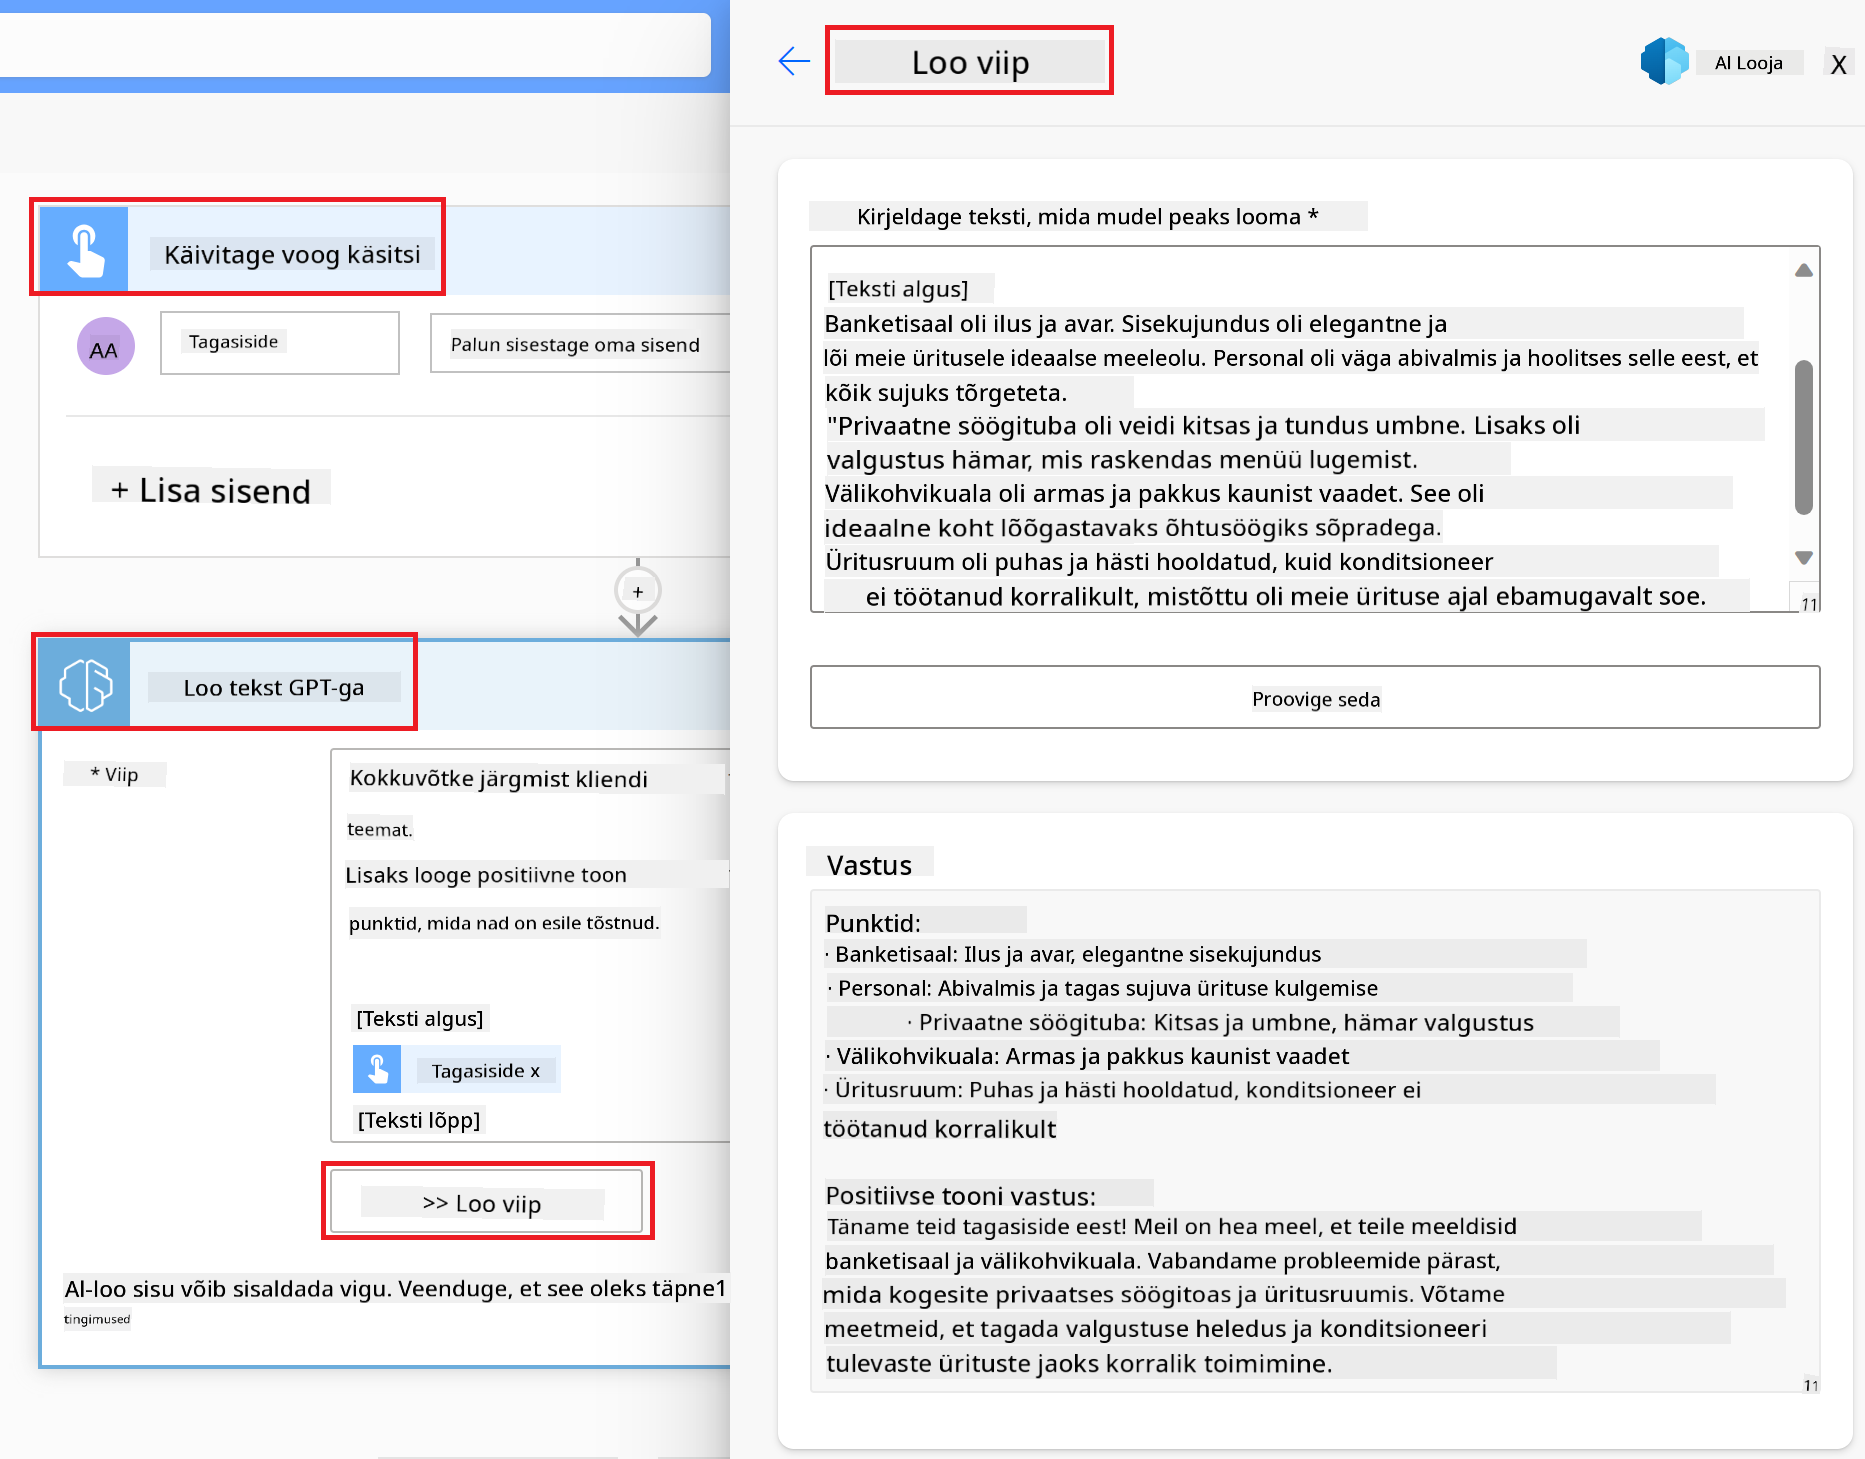 Käivitage voog käsitsi
AA
Tagasiside
Palun sisestage oma sisend
+ Lisa sisend
+
Loo tekst GPT-ga
* Viip
Kokkuvõtke järgmist kliendi
teemat.
Lisaks looge positiivne toon
punktid, mida nad on esile tõstnud.
[Teksti algus]
Tagasiside x
[Teksti lõpp]
>> Loo viip
AI-loo sisu võib sisaldada vigu. Veenduge, et see oleks täpne1
tingimused
Loo viip
AI Looja
X
Kirjeldage teksti, mida mudel peaks looma *
[Teksti algus]
Banketisaal oli ilus ja avar. Sisekujundus oli elegantne ja
lõi meie üritusele ideaalse meeleolu. Personal oli väga abivalmis ja hoolitses selle eest, et
kõik sujuks tõrgeteta.
"Privaatne söögituba oli veidi kitsas ja tundus umbne. Lisaks oli
valgustus hämar, mis raskendas menüü lugemist.
Välikohvikuala oli armas ja pakkus kaunist vaadet. See oli
ideaalne koht lõõgastavaks õhtusöögiks sõpradega.
Üritusruum oli puhas ja hästi hooldatud, kuid konditsioneer
ei töötanud korralikult, mistõttu oli meie ürituse ajal ebamugavalt soe.
11
Proovige seda
Vastus
Punktid:
· Banketisaal: Ilus ja avar, elegantne sisekujundus
· Personal: Abivalmis ja tagas sujuva ürituse kulgemise
· Privaatne söögituba: Kitsas ja umbne, hämar valgustus
· Välikohvikuala: Armas ja pakkus kaunist vaadet
· Üritusruum: Puhas ja hästi hooldatud, konditsioneer ei
töötanud korralikult
Positiivse tooni vastus:
Täname teid tagasiside eest! Meil on hea meel, et teile meeldisid
banketisaal ja välikohvikuala. Vabandame probleemide pärast,
mida kogesite privaatses söögitoas ja üritusruumis. Võtame
meetmeid, et tagada valgustuse heledus ja konditsioneeri
tulevaste ürituste jaoks korralik toimimine.
11